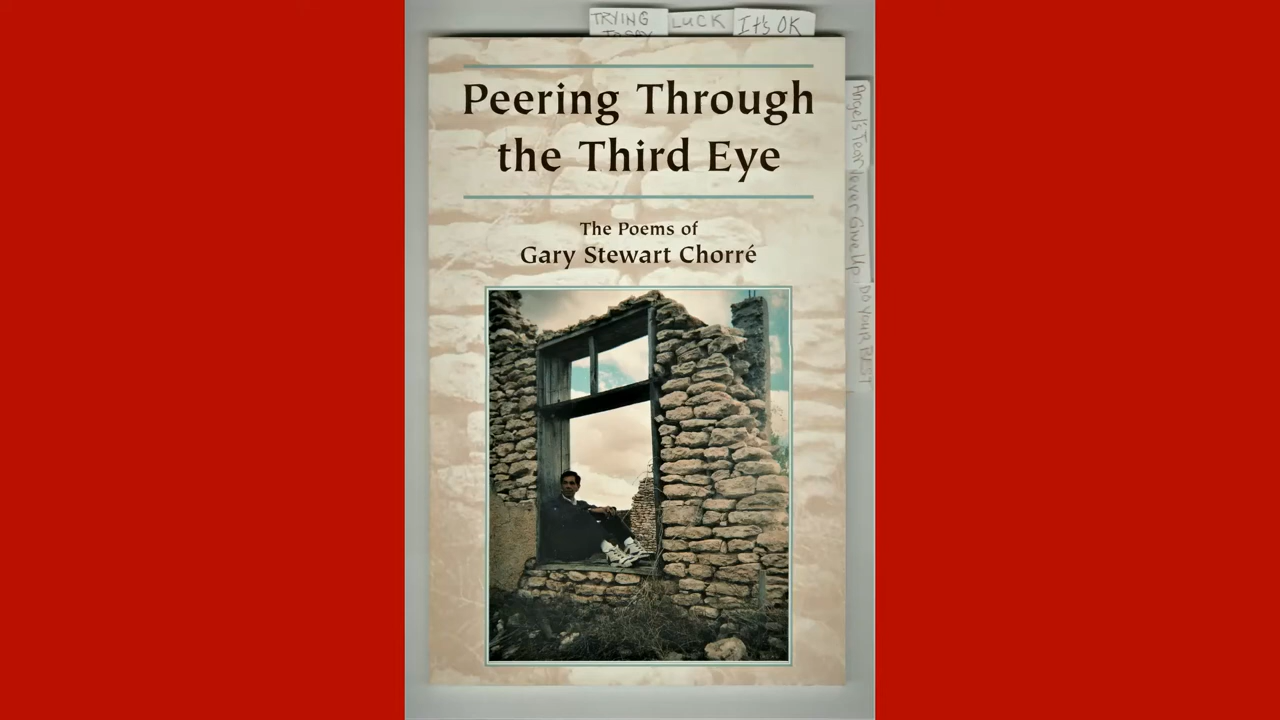 TRYING
TODAY
LUCK
It's OK
Peering Through
the Third Eye
The Poems of
Gary Stewart Chorré
Angel's Tear
Never Give Up
Do your BEST